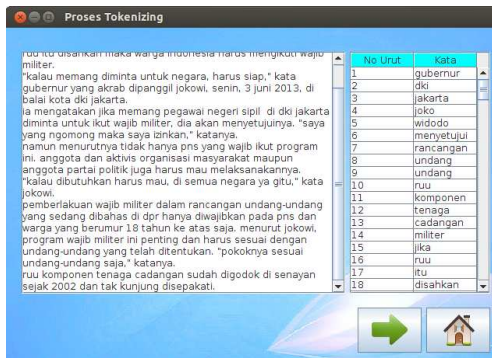 Proses Tokenizing
ruu itu disahkan maka warga indonesia harus mengikuti wajib
militer.
"kalau memang diminta untuk negara, harus siap," kata
gubernur yang akrab dipanggil jokowi, senin, 3 juni 2013, di
balai kota dki jakarta.
ia mengatakan jika memang pegawai negeri sipil  di dki jakarta
diminta untuk ikut wajib militer, dia akan menyetujuinya. "saya
yang ngomong maka saya izinkan," katanya.
namun menurutnya tidak hanya pns yang wajib ikut program
ini. anggota dan aktivis organisasi masyarakat maupun
anggota partai politik juga harus mau melaksanakannya.
"kalau dibutuhkan harus mau, di semua negara ya gitu," kata
jokowi.
pemberlakuan wajib militer dalam rancangan undang-undang
yang sedang dibahas di dpr hanya diwajibkan pada pns dan
warga yang berumur 18 tahun ke atas saja. menurut jokowi,
program wajib militer ini penting dan harus sesuai dengan
undang-undang yang telah ditentukan. "pokoknya sesuai
undang-undang saja," katanya.
ruu komponen tenaga cadangan sudah digodok di senayan
sejak 2002 dan tak kunjung disepakati.
No Urut Kata
1 gubernur
2 dki
3 jakarta
4 joko
5 widodo
6 menyetujui
7 rancangan
8 undang
9 undang
10 ruu
11 komponen
12 tenaga
13 cadangan
14 militer
15 jika
16 ruu
17 itu
18 disahkan